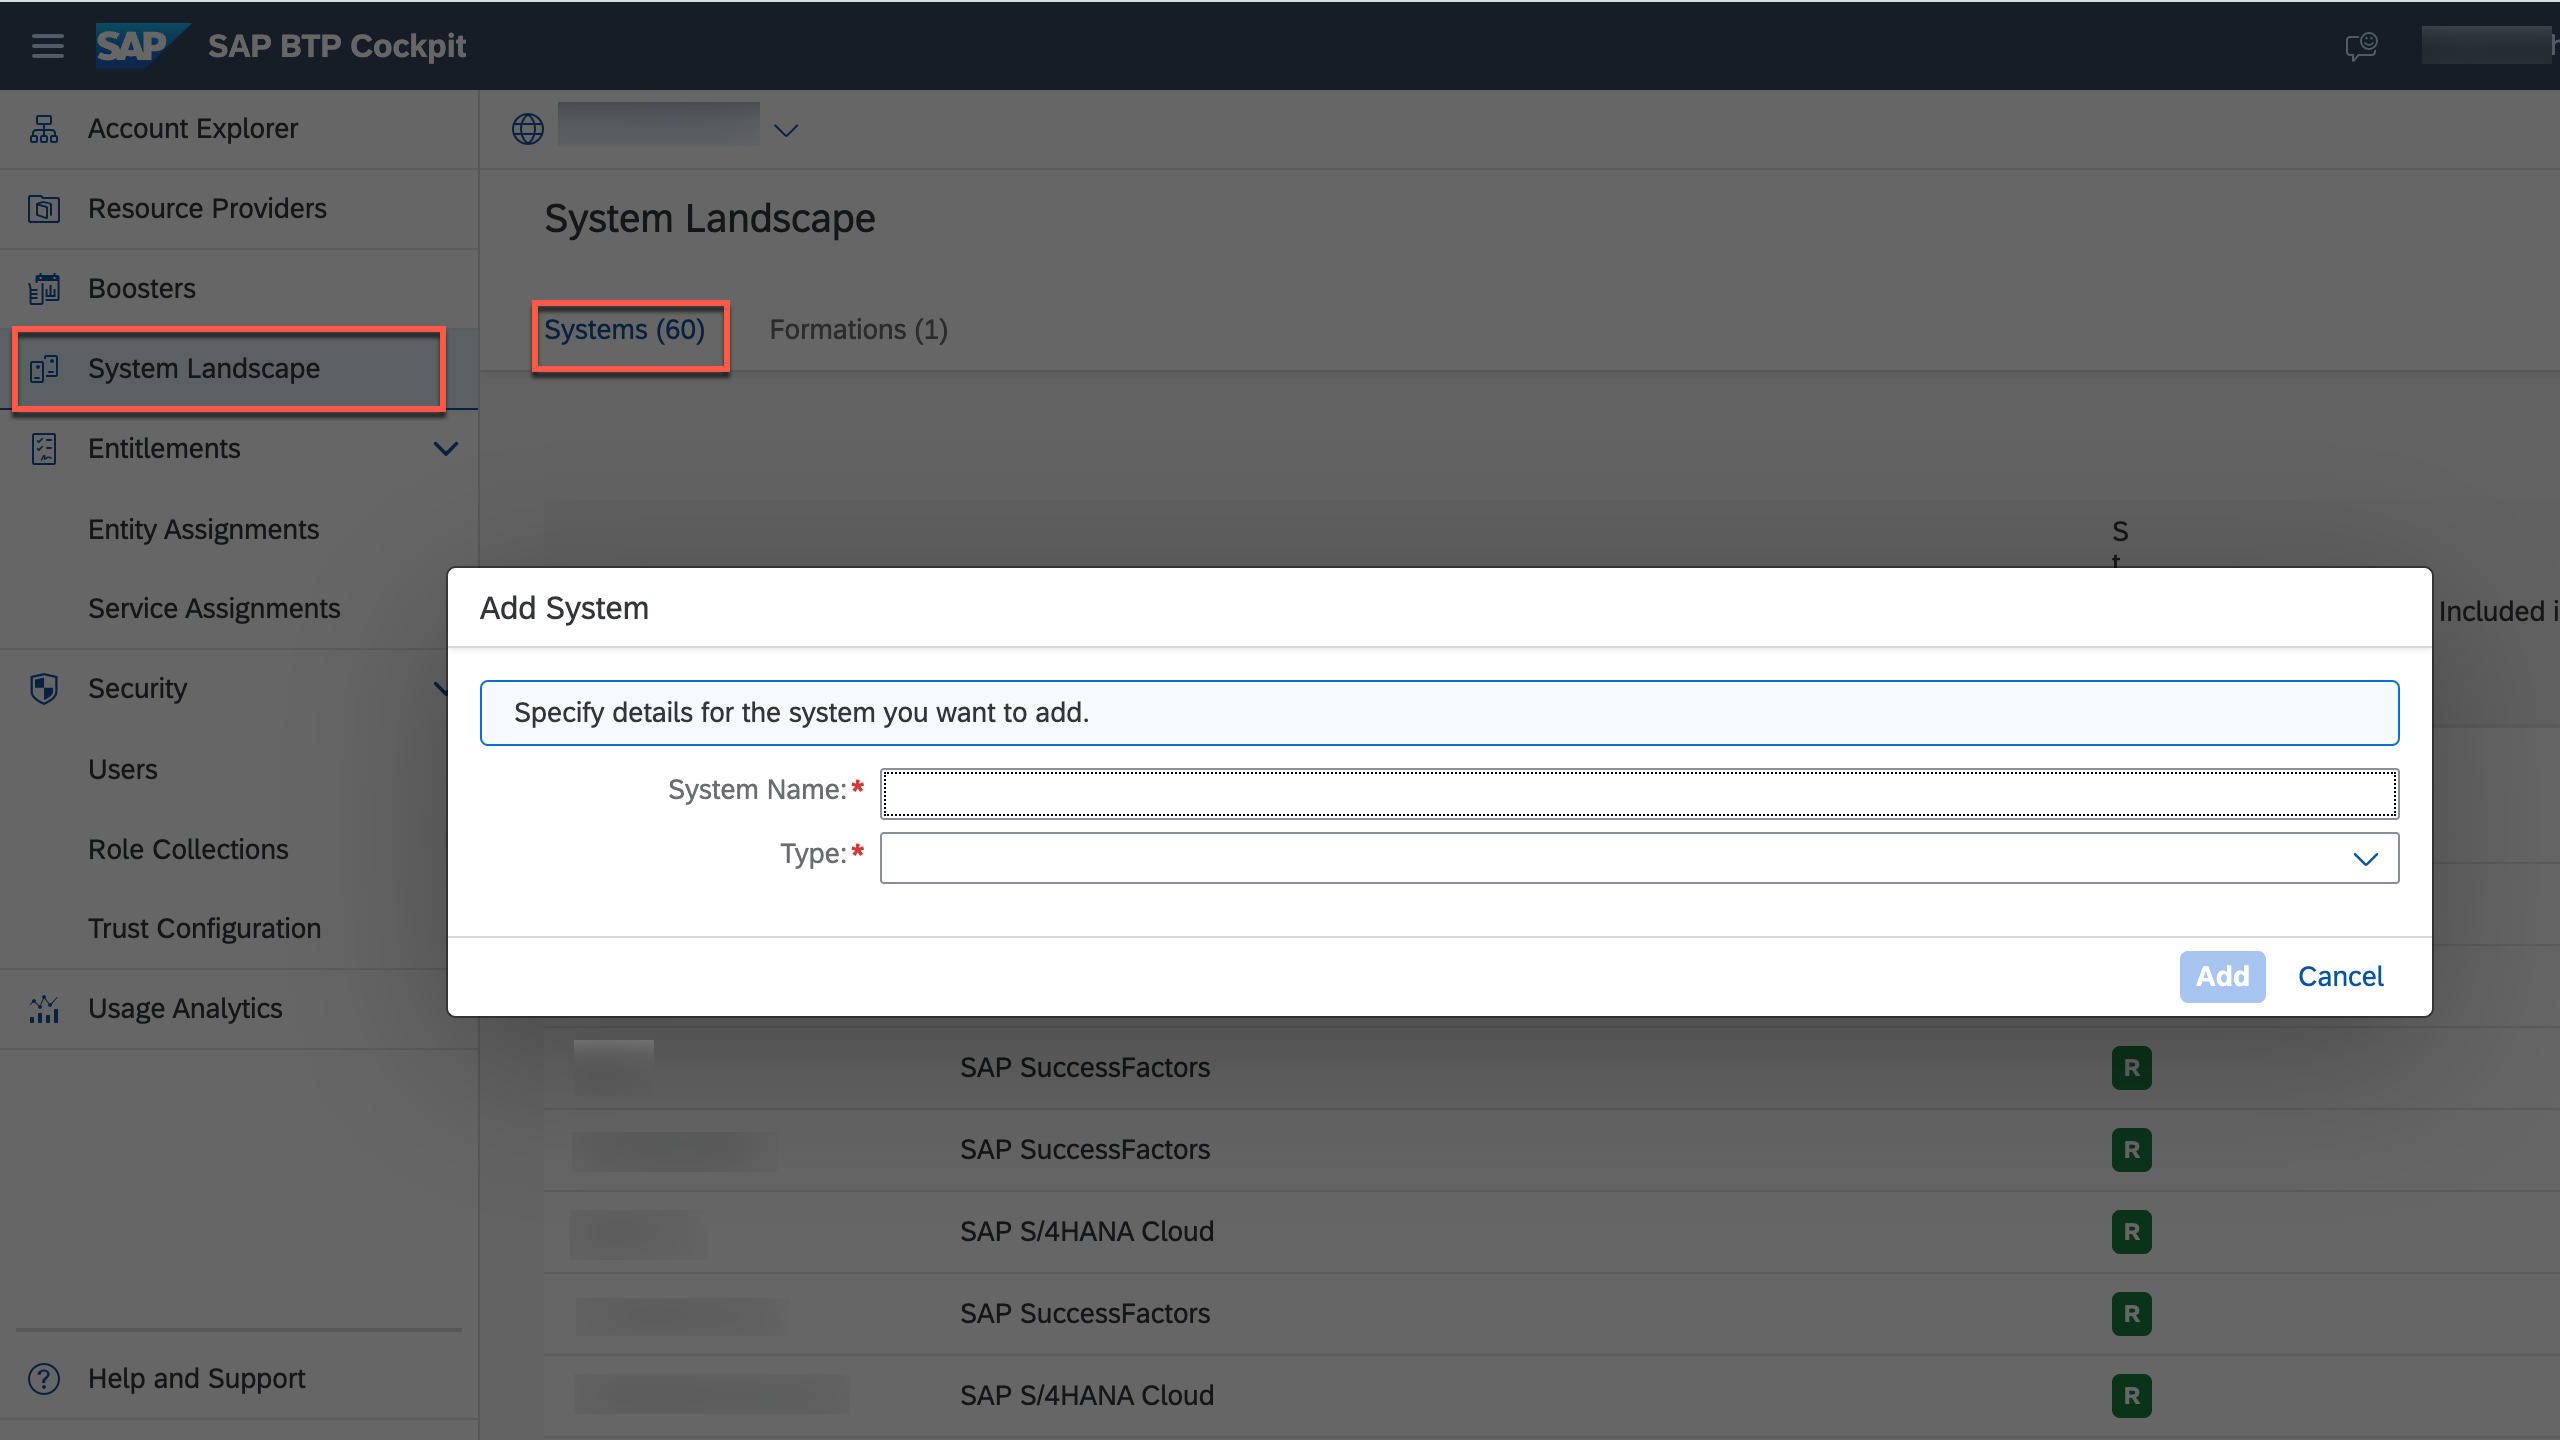 SAP SAP BTP Cockpit
Account Explorer
Resource Providers
Boosters
System Landscape
Entitlements
Entity Assignments
Service Assignments
Security
Users
Role Collections
Trust Configuration
Usage Analytics
Help and Support
System Landscape
Systems (60) Formations (1)
S
t
Included i
Add System
Specify details for the system you want to add.
System Name:*
Type:*
Add Cancel
SAP SuccessFactors R
SAP SuccessFactors R
SAP S/4HANA Cloud R
SAP SuccessFactors R
SAP S/4HANA Cloud R